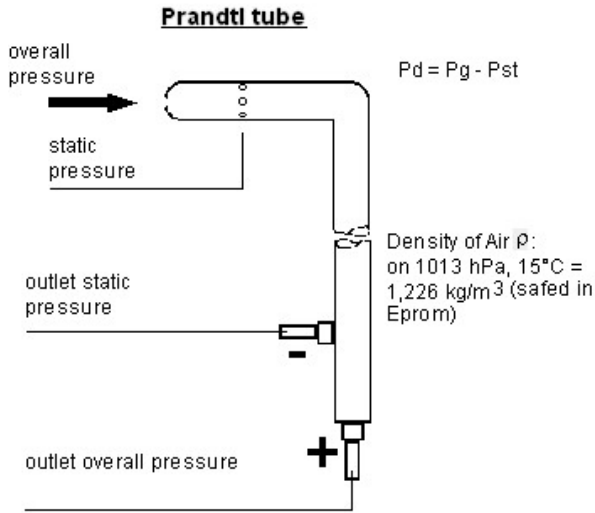 Prandtl tube
overall
pressure
Pd = Pg - Pst
static
pressure
Density of Air ρ:
on 1013 hPa, 15°C =
1,226 kg/m3 (safed in
Eprom)
outlet static
pressure
-
+
outlet overall pressure